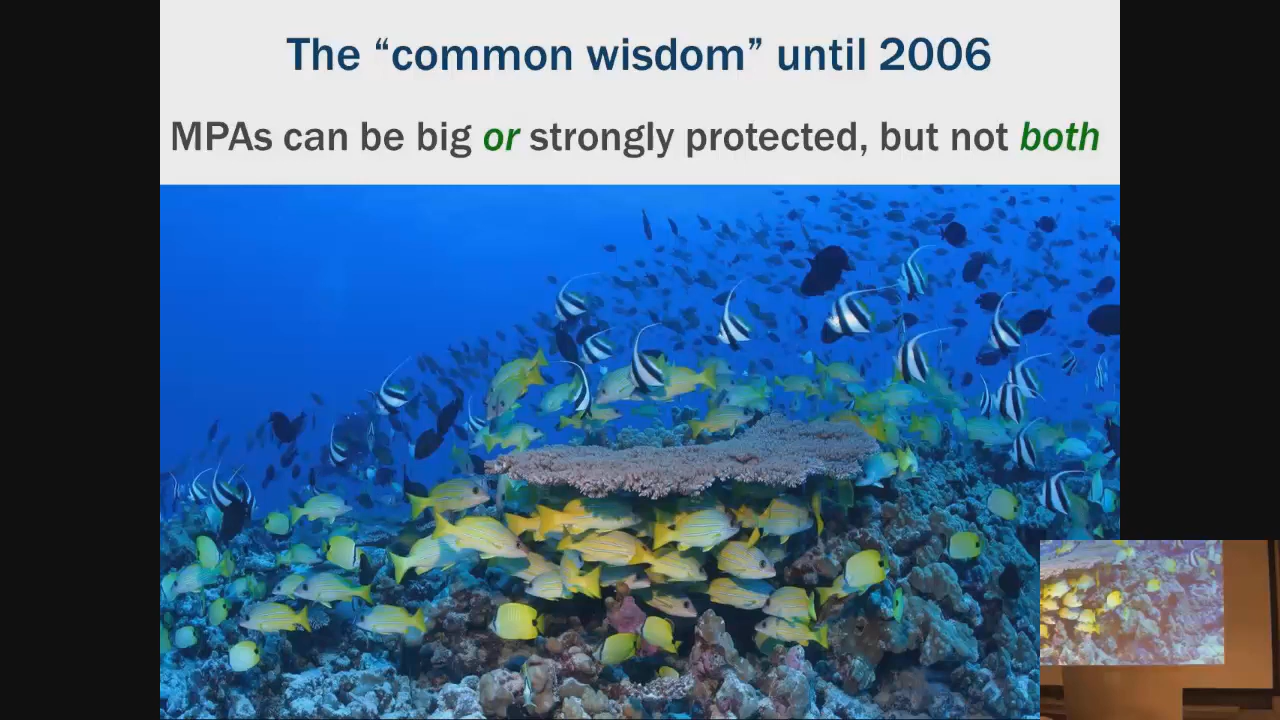 The “common wisdom” until 2006
MPAs can be big or strongly protected, but not both